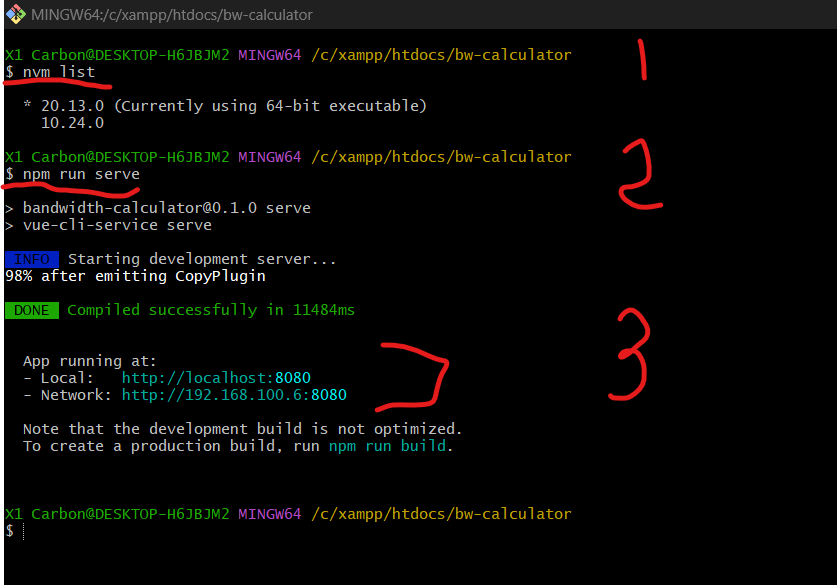 MINGW64:/c/xampp/htdocs/bw-calculator
X1 Carbon@DESKTOP-H6JBJM2 MINGW64 /c/xampp/htdocs/bw-calculator
1
$ nvm list
* 20.13.0 (Currently using 64-bit executable)
10.24.0
X1 Carbon@DESKTOP-H6JBJM2 MINGW64 /c/xampp/htdocs/bw-calculator
2
$ npm run serve
> bandwidth-calculator@0.1.0 serve
> vue-cli-service serve
INFO Starting development server...
98% after emitting CopyPlugin
DONE Compiled successfully in 11484ms
3
App running at:
- Local: http://localhost:8080
- Network: http://192.168.100.6:8080
Note that the development build is not optimized.
To create a production build, run npm run build.
X1 Carbon@DESKTOP-H6JBJM2 MINGW64 /c/xampp/htdocs/bw-calculator
$